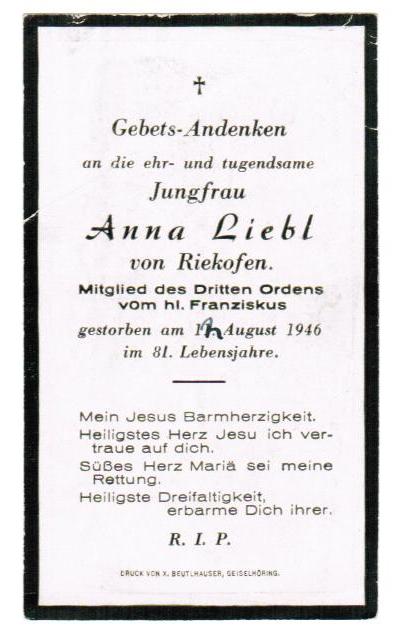 Gebets-Andenken
an die ehr- und tugendsame
Jungfrau
Anna Liebl
von Riekofen.
Mitglied des Dritten Ordens
vom hl. Franziskus
gestorben am August 1946
im 81. Lebensjahre.
Mein Jesus Barmherzigkeit.
Heiligstes Herz Jesu ich ver-
traue auf dich.
Süßes Herz Mariä sei meine
Rettung.
Heiligste Dreifaltigkeit,
erbarme Dich ihrer.
R. I. P.
DRUCK VON X. BEUTLHAUSER, GEISELHÖRING.